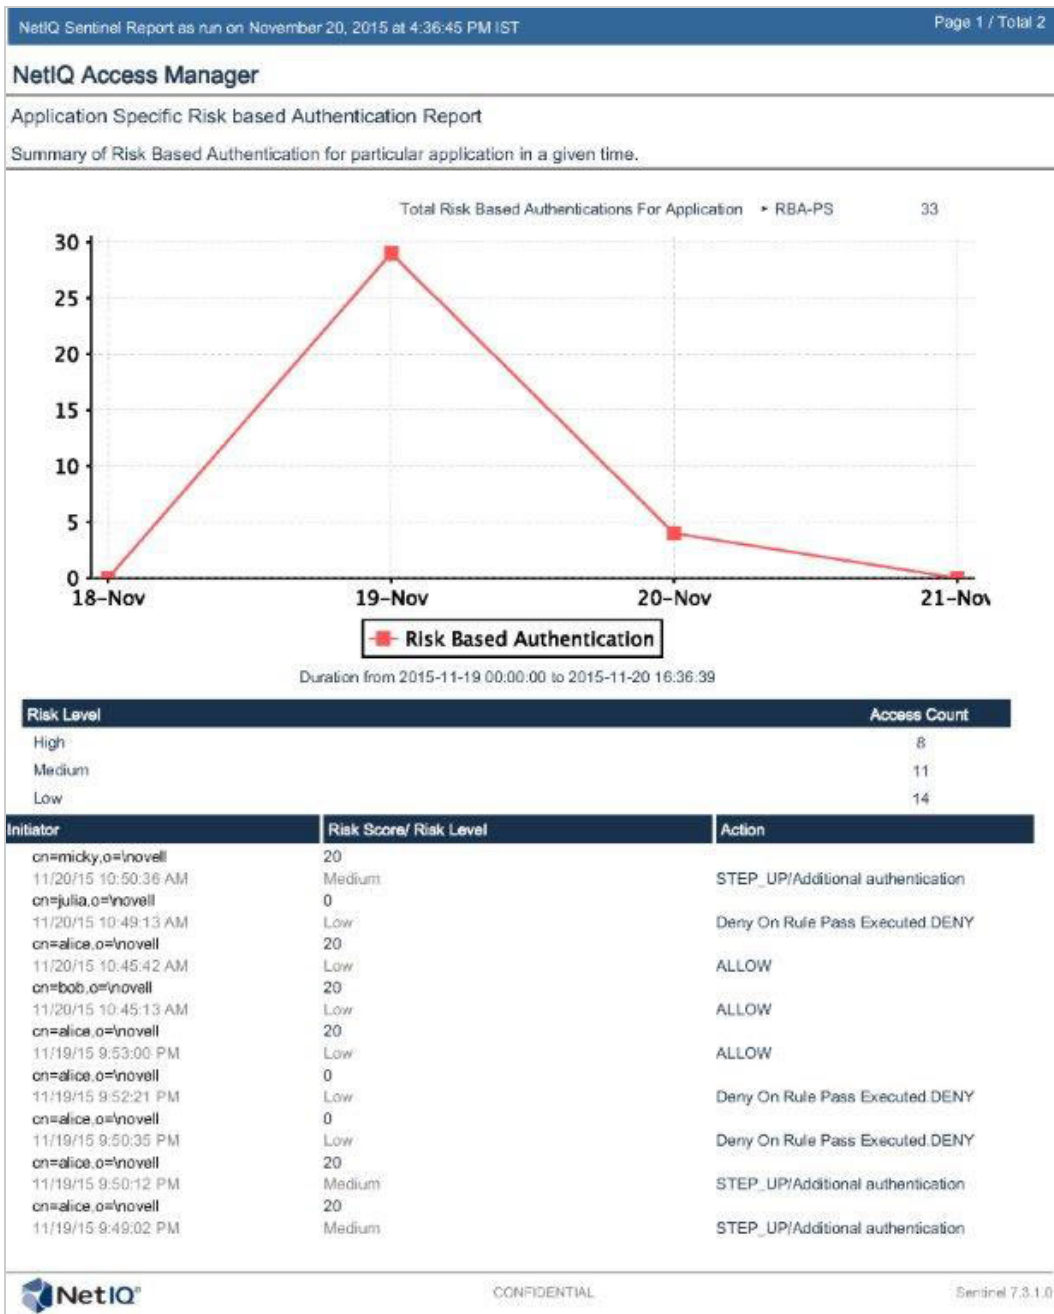 NetIQ Sentinel Report as run on November 20, 2015 at 4:36:45 PM IST Page 1 / Total 2
NetIQ Access Manager
Application Specific Risk based Authentication Report
Summary of Risk Based Authentication for particular application in a given time.
Total Risk Based Authentications For Application ▸ RBA-PS 33
30
25
20
15
10
5
0
18-Nov 19-Nov 20-Nov 21-Nov
Risk Based Authentication
Duration from 2015-11-19 00:00:00 to 2015-11-20 16:36:39
Risk Level Access Count
High 8
Medium 11
Low 14
Initiator Risk Score/ Risk Level Action
cn=micky,o=\novell 20
11/20/15 10:50:36 AM Medium STEP_UP/Additional authentication
cn=julia,o=\novell 0
11/20/15 10:49:13 AM Low Deny On Rule Pass Executed.DENY
cn=alice,o=\novell 20
11/20/15 10:45:42 AM Low ALLOW
cn=bob,o=\novell 20
11/20/15 10:45:13 AM Low ALLOW
cn=alice,o=\novell 20
11/19/15 9:53:00 PM Low ALLOW
cn=alice,o=\novell 0
11/19/15 9:52:21 PM Low Deny On Rule Pass Executed.DENY
cn=alice,o=\novell 0
11/19/15 9:50:35 PM Low Deny On Rule Pass Executed.DENY
cn=alice,o=\novell 20
11/19/15 9:50:12 PM Medium STEP_UP/Additional authentication
cn=alice,o=\novell 20
11/19/15 9:49:02 PM Medium STEP_UP/Additional authentication
NetIQ® CONFIDENTIAL Sentinel 7.3.1.0